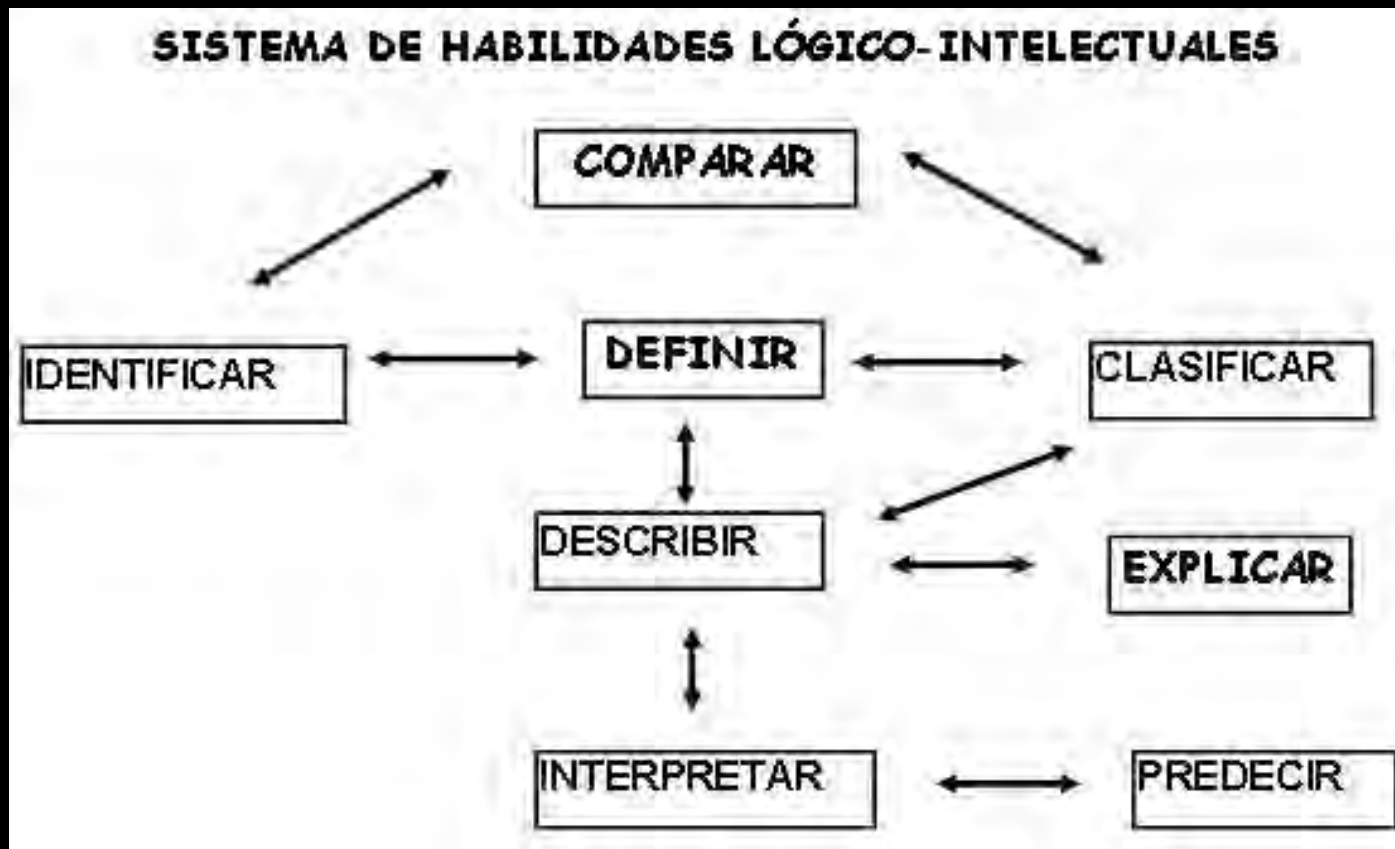 SISTEMA DE HABILIDADES LÓGICO-INTELECTUALES
COMPARAR
IDENTIFICAR
DEFINIR
CLASIFICAR
DESCRIBIR
EXPLICAR
INTERPRETAR
PREDECIR